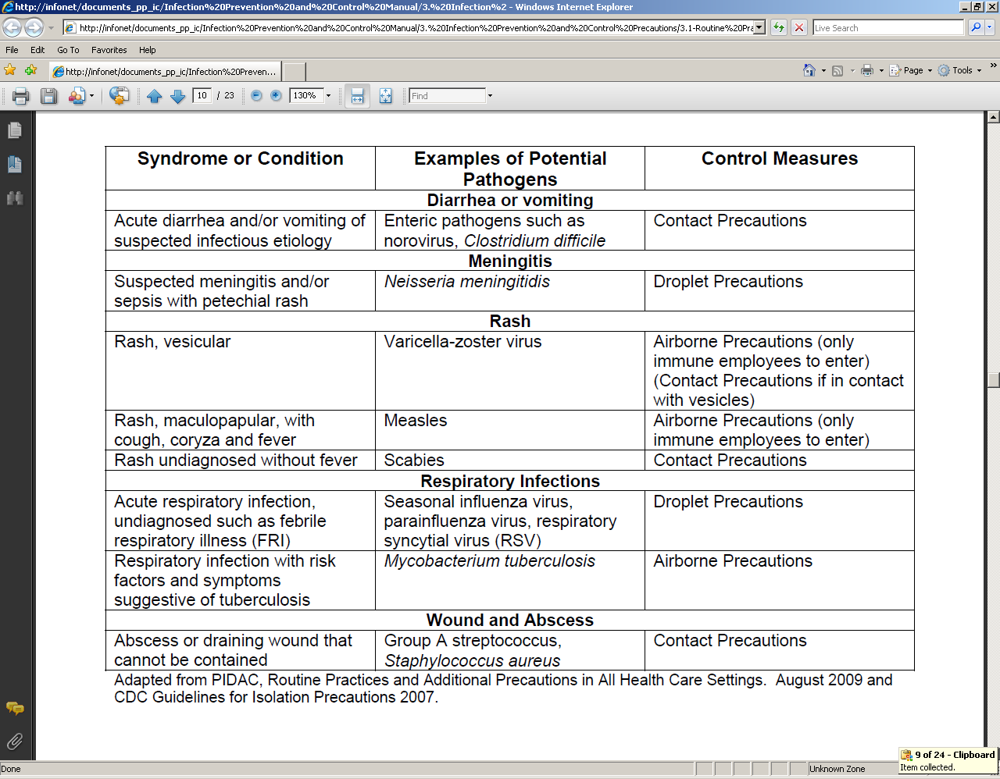 http://infonet/documents_pp_ic/Infection%20Prevention%20and%20Control%20Manual/3.%20Infection%2 - Windows Internet Explorer
http://infonet/documents_pp_ic/Infection%20Prevention%20and%20Control%20Manual/3.%20Infection%20Prevention%20and%20Control%20Precautions/3.1-Routine%20Pra
Live Search
File Edit Go To Favorites Help
http://infonet/documents_pp_ic/Infection%20Preven...
Page Tools »
10 / 23 130% Find
Syndrome or Condition
Examples of Potential
Pathogens
Control Measures
Diarrhea or vomiting
Acute diarrhea and/or vomiting of
suspected infectious etiology
Enteric pathogens such as
norovirus, Clostridium difficile
Contact Precautions
Meningitis
Suspected meningitis and/or
sepsis with petechial rash
Neisseria meningitidis
Droplet Precautions
Rash
Rash, vesicular
Varicella-zoster virus
Airborne Precautions (only
immune employees to enter)
(Contact Precautions if in contact
with vesicles)
Rash, maculopapular, with
cough, coryza and fever
Measles
Airborne Precautions (only
immune employees to enter)
Rash undiagnosed without fever
Scabies
Contact Precautions
Respiratory Infections
Acute respiratory infection,
undiagnosed such as febrile
respiratory illness (FRI)
Seasonal influenza virus,
parainfluenza virus, respiratory
syncytial virus (RSV)
Droplet Precautions
Respiratory infection with risk
factors and symptoms
suggestive of tuberculosis
Mycobacterium tuberculosis
Airborne Precautions
Wound and Abscess
Abscess or draining wound that
cannot be contained
Group A streptococcus,
Staphylococcus aureus
Contact Precautions
Adapted from PIDAC, Routine Practices and Additional Precautions in All Health Care Settings.  August 2009 and
CDC Guidelines for Isolation Precautions 2007.
9 of 24 - Clipboard
Item collected.
Done
Unknown Zone